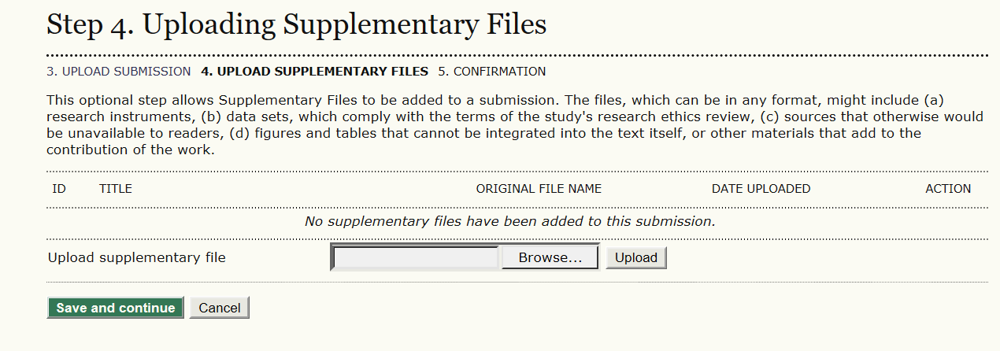 Step 4. Uploading Supplementary Files
3. UPLOAD SUBMISSION 4. UPLOAD SUPPLEMENTARY FILES 5. CONFIRMATION
This optional step allows Supplementary Files to be added to a submission. The files, which can be in any format, might include (a)
research instruments, (b) data sets, which comply with the terms of the study's research ethics review, (c) sources that otherwise would
be unavailable to readers, (d) figures and tables that cannot be integrated into the text itself, or other materials that add to the
contribution of the work.
ID TITLE ORIGINAL FILE NAME DATE UPLOADED ACTION
No supplementary files have been added to this submission.
Upload supplementary file Browse... Upload
Save and continue Cancel